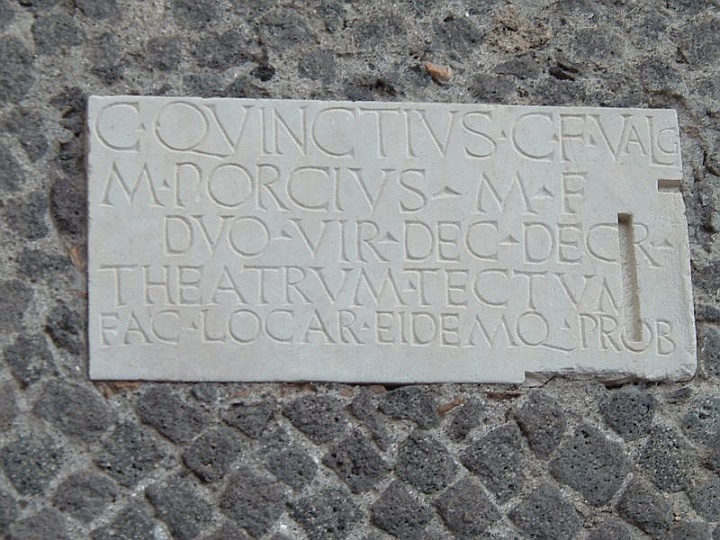 C·QVINCTIVS·C·F·VALG
M·PORCIVS·M·F
DVO·VIR·DEC·DECR·
THEATRVM·TECTVM
FAC·LOCAR·EIDEMQ·PROB